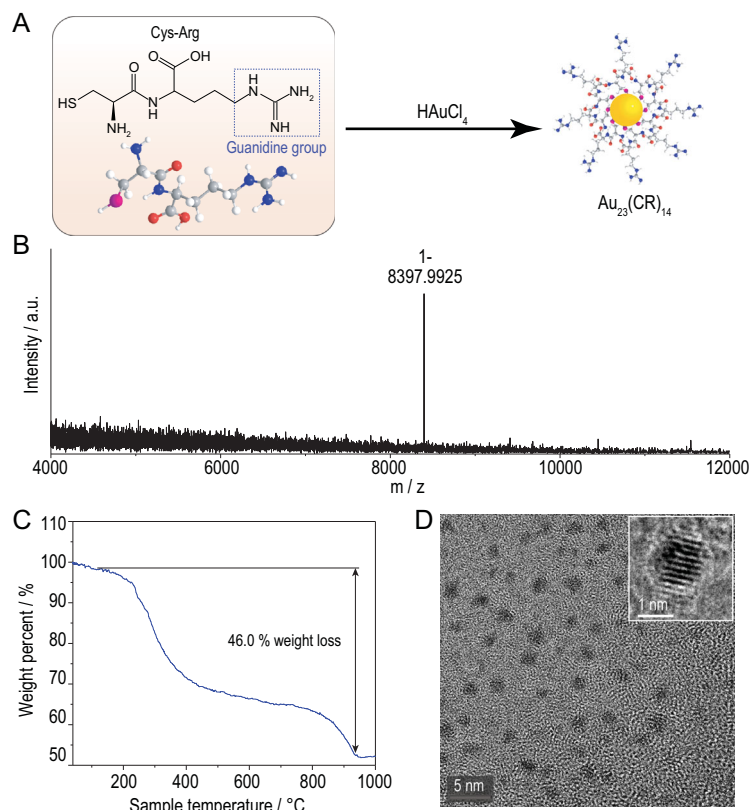 A
Cys-Arg
O
OH
HS
NH2
N
H
O
H
N
NH2
NH
Guanidine group
HAuCl4
Au23(CR)14
B
1-
8397.9925
Intensity / a.u.
4000 6000 8000 10000 12000
m / z
C
110
100
90
80
70
60
50
Weight percent / %
46.0 % weight loss
200 400 600 800 1000
Sample temperature / °C
D
1 nm
5 nm